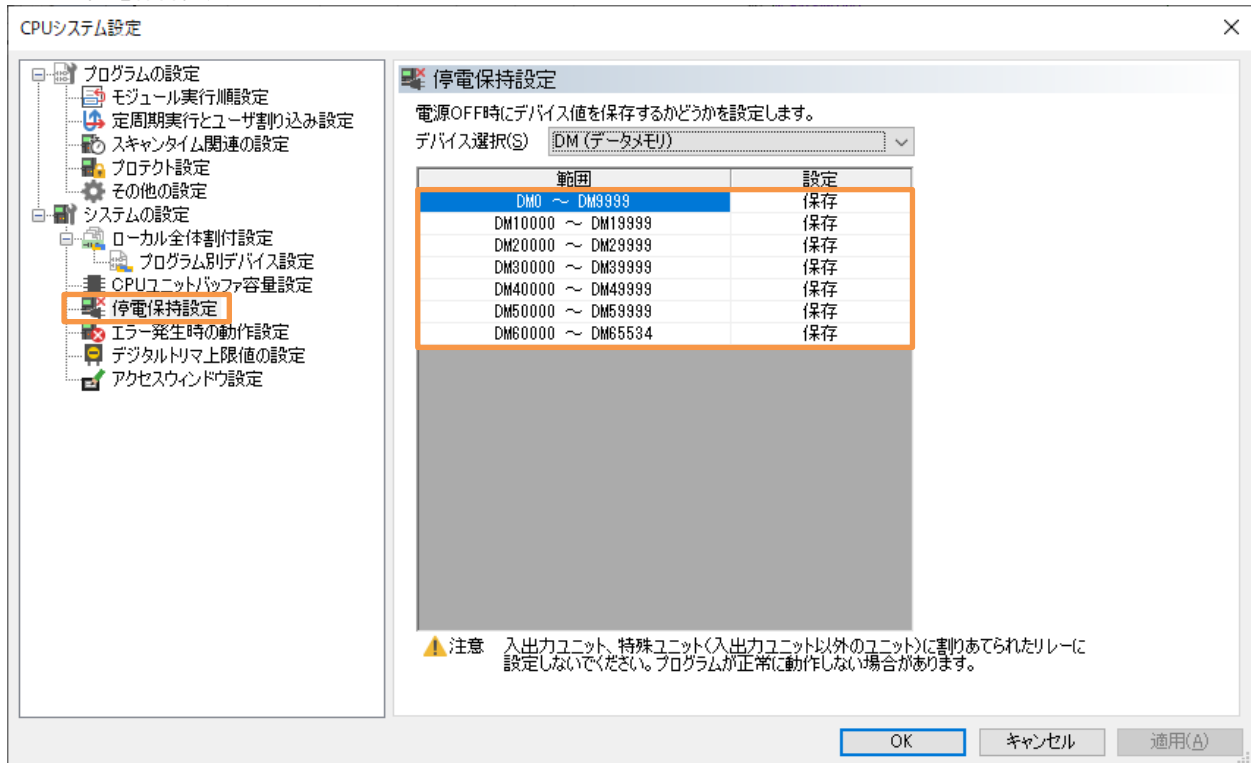 CPUシステム設定
プログラムの設定
モジュール実行順設定
定周期実行とユーザ割り込み設定
スキャンタイム関連の設定
プロテクト設定
その他の設定
システムの設定
ローカル全体割付設定
プログラム別デバイス設定
CPUユニットバッファ容量設定
停電保持設定
エラー発生時の動作設定
デジタルトリマ上限値の設定
アクセスウィンドウ設定
停電保持設定
電源OFF時にデバイス値を保存するかどうかを設定します。
デバイス選択(S) DM (データメモリ)
範囲 設定
DM0 ～ DM9999 保存
DM10000 ～ DM19999 保存
DM20000 ～ DM29999 保存
DM30000 ～ DM39999 保存
DM40000 ～ DM49999 保存
DM50000 ～ DM59999 保存
DM60000 ～ DM65534 保存
注意 入出力ユニット、特殊ユニット(入出力ユニット以外のユニット)に割りあてられたリレーに
設定しないでください。プログラムが正常に動作しない場合があります。
OK キャンセル 適用(A)